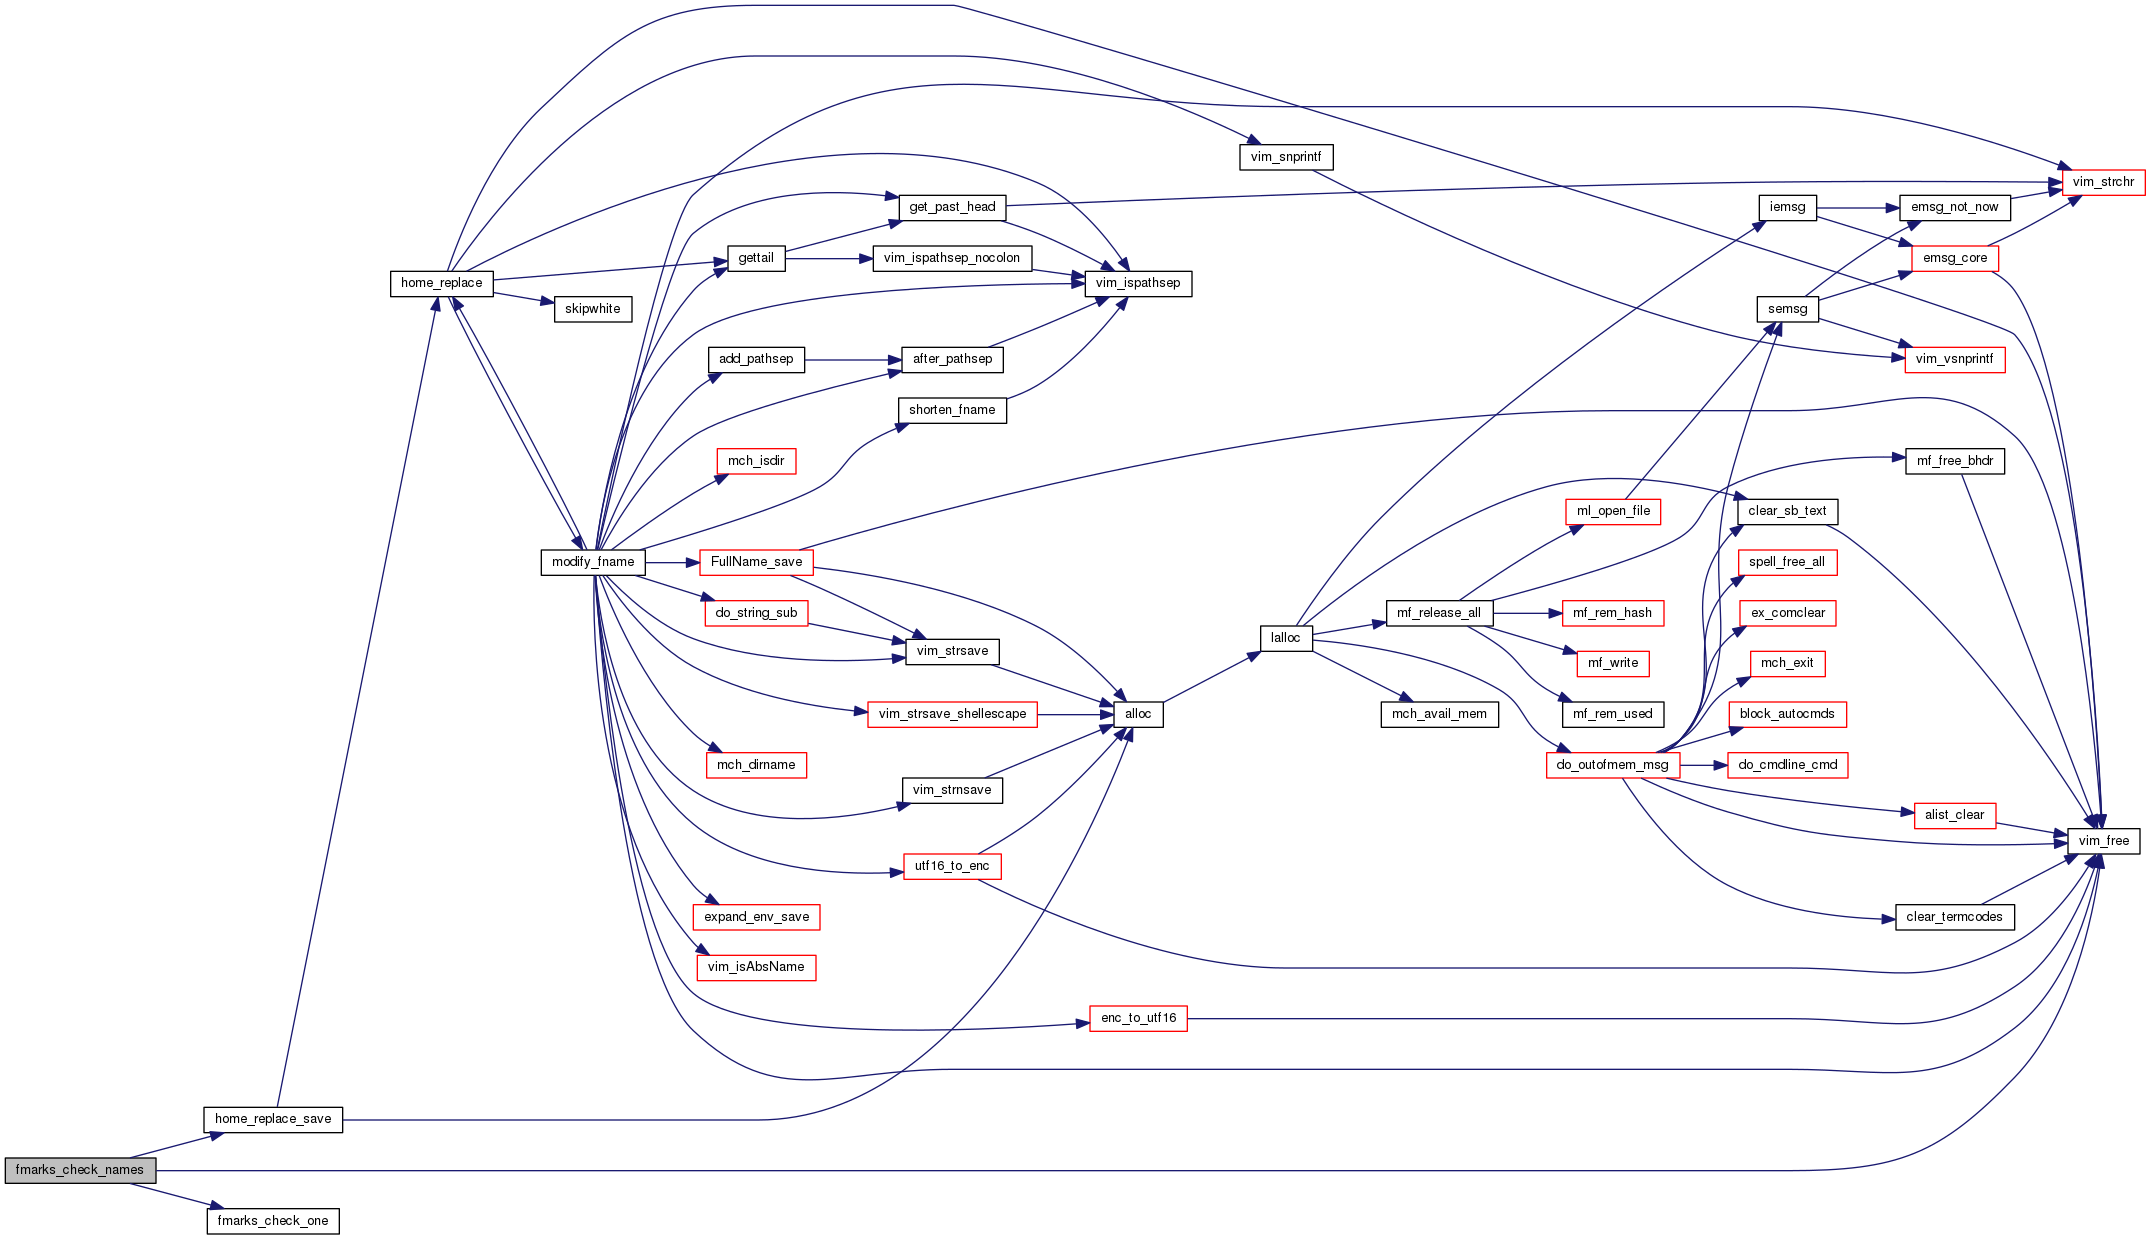 vim_snprintf
vim_strchr
get_past_head
iemsg
emsg_not_now
gettail
vim_ispathsep_nocolon
emsg_core
home_replace
vim_ispathsep
skipwhite
semsg
add_pathsep
after_pathsep
vim_vsnprintf
shorten_fname
mch_isdir
mf_free_bhdr
ml_open_file
clear_sb_text
modify_fname
FullName_save
spell_free_all
do_string_sub
mf_release_all
mf_rem_hash
ex_comclear
lalloc
vim_strsave
mf_write
mch_exit
vim_strsave_shellescape
alloc
mch_avail_mem
mf_rem_used
block_autocmds
mch_dirname
do_outofmem_msg
do_cmdline_cmd
vim_strnsave
alist_clear
vim_free
utf16_to_enc
expand_env_save
clear_termcodes
vim_isAbsName
enc_to_utf16
home_replace_save
fmarks_check_names
fmarks_check_one